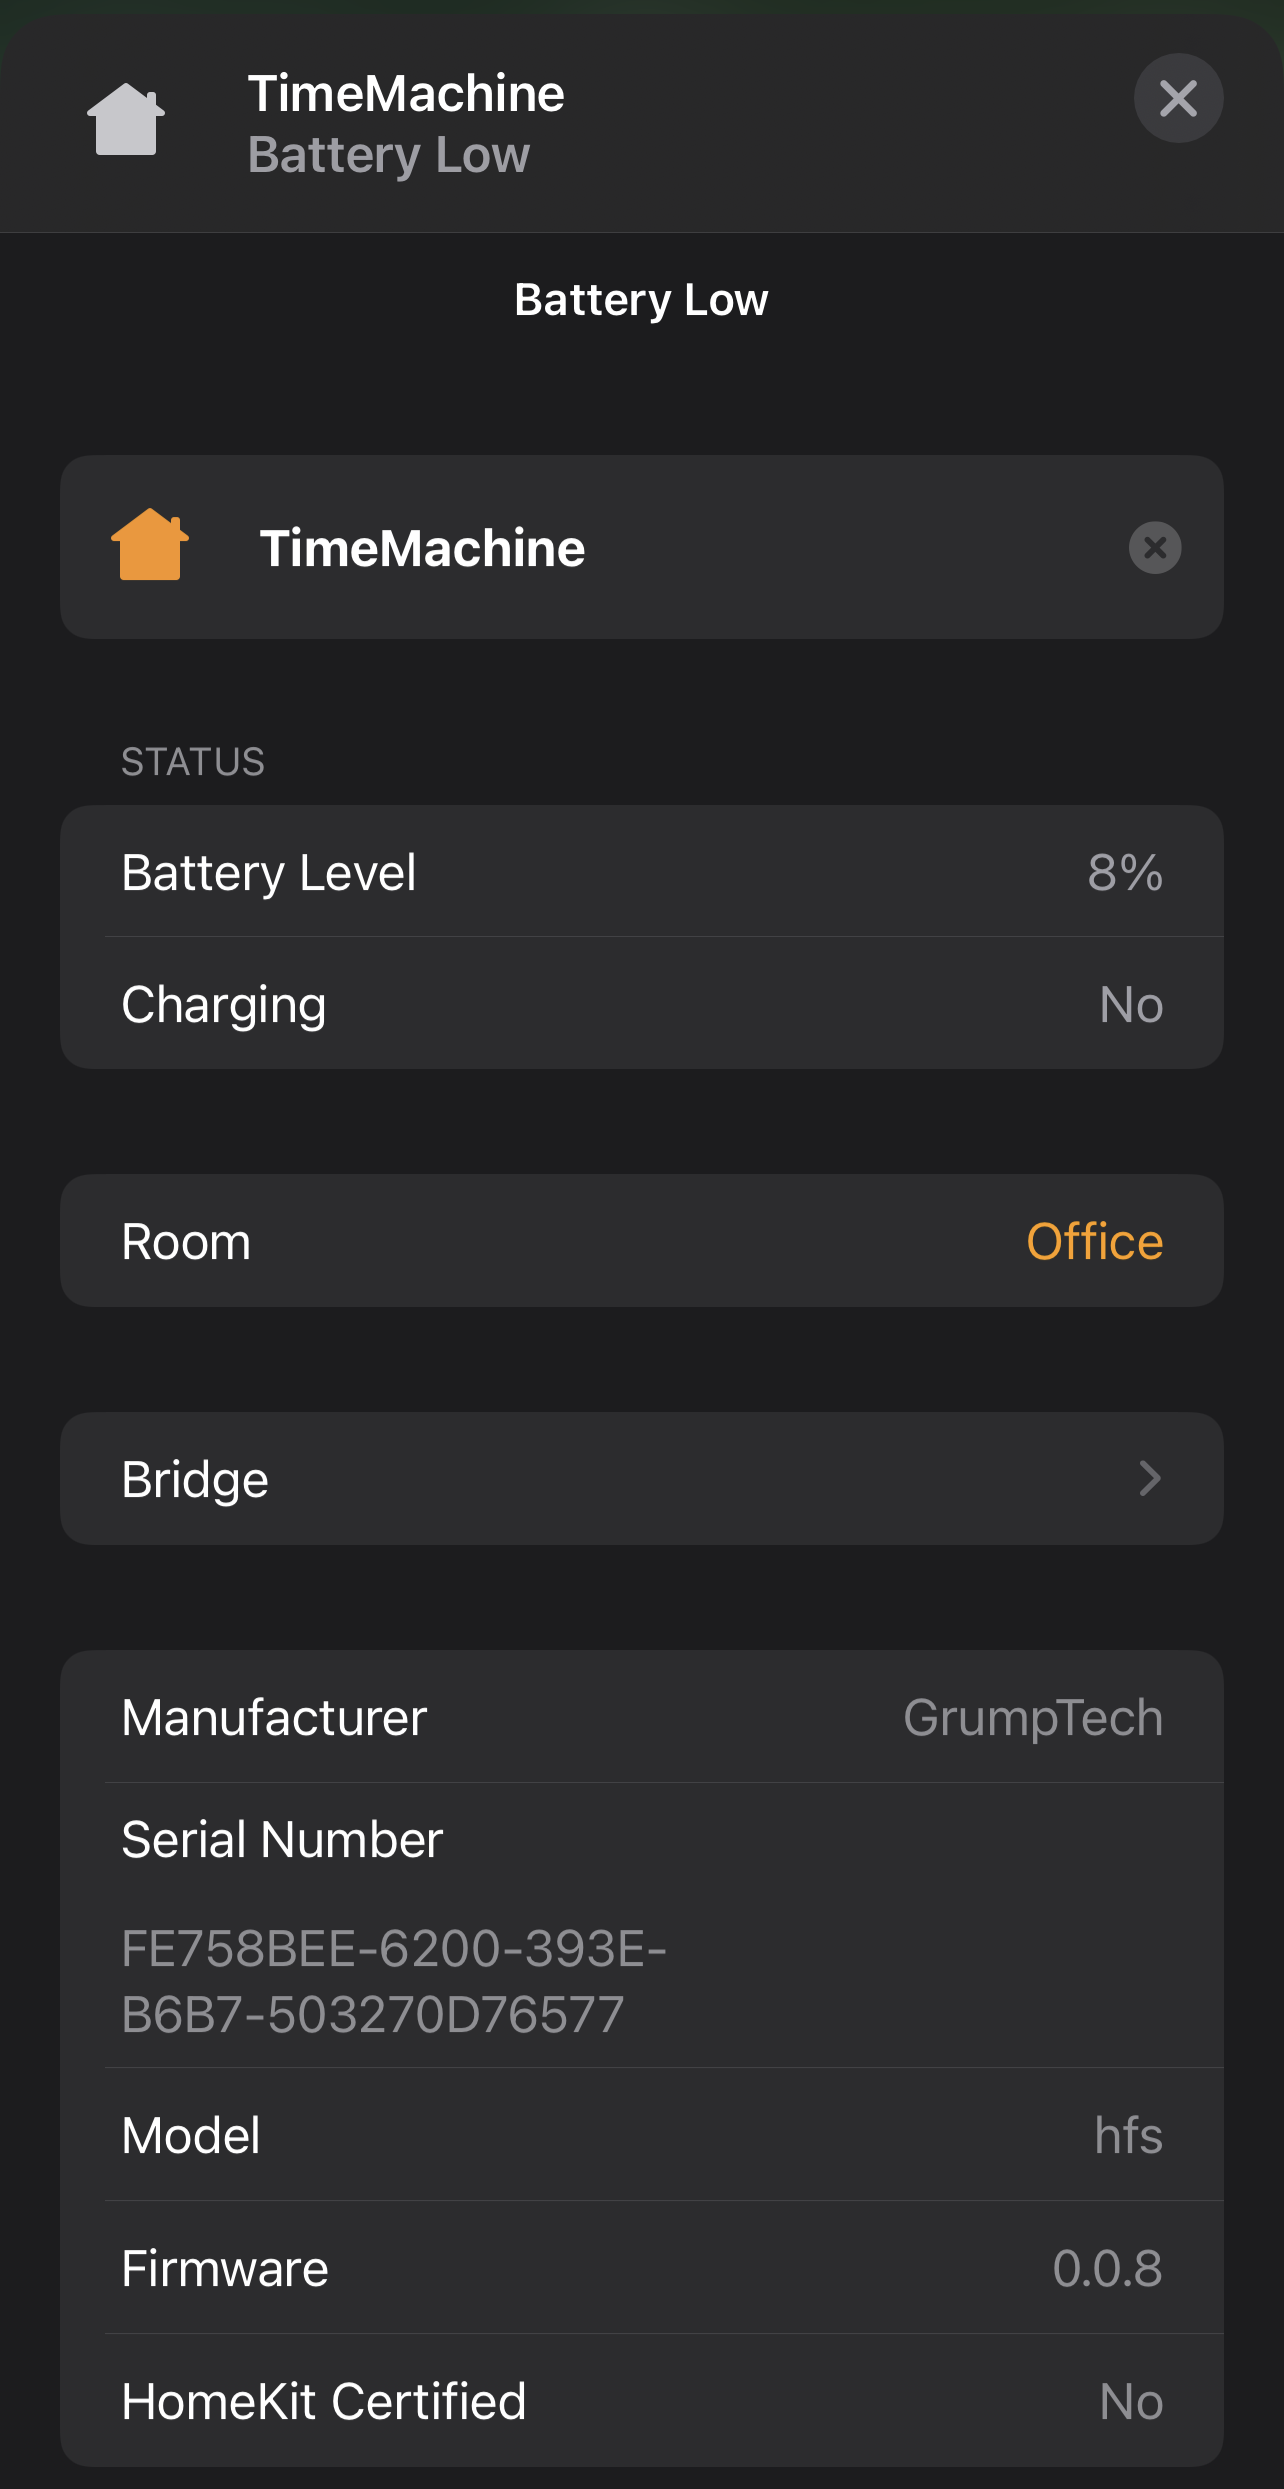 TimeMachine
Battery Low
Battery Low
TimeMachine
STATUS
Battery Level 8%
Charging No
Room Office
Bridge
Manufacturer GrumpTech
Serial Number
FE758BEE-6200-393E-
B6B7-503270D76577
Model hfs
Firmware 0.0.8
HomeKit Certified No